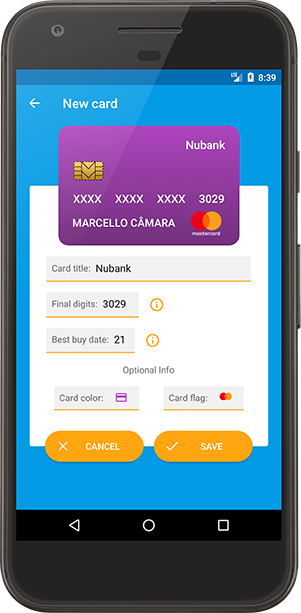 LTE 8:39
New card
Nubank
XXXX XXXX XXXX 3029
MARCELLO CÂMARA
mastercard
Card title: Nubank
Final digits: 3029
Best buy date: 21
Optional Info
Card color: Card flag:
CANCEL SAVE